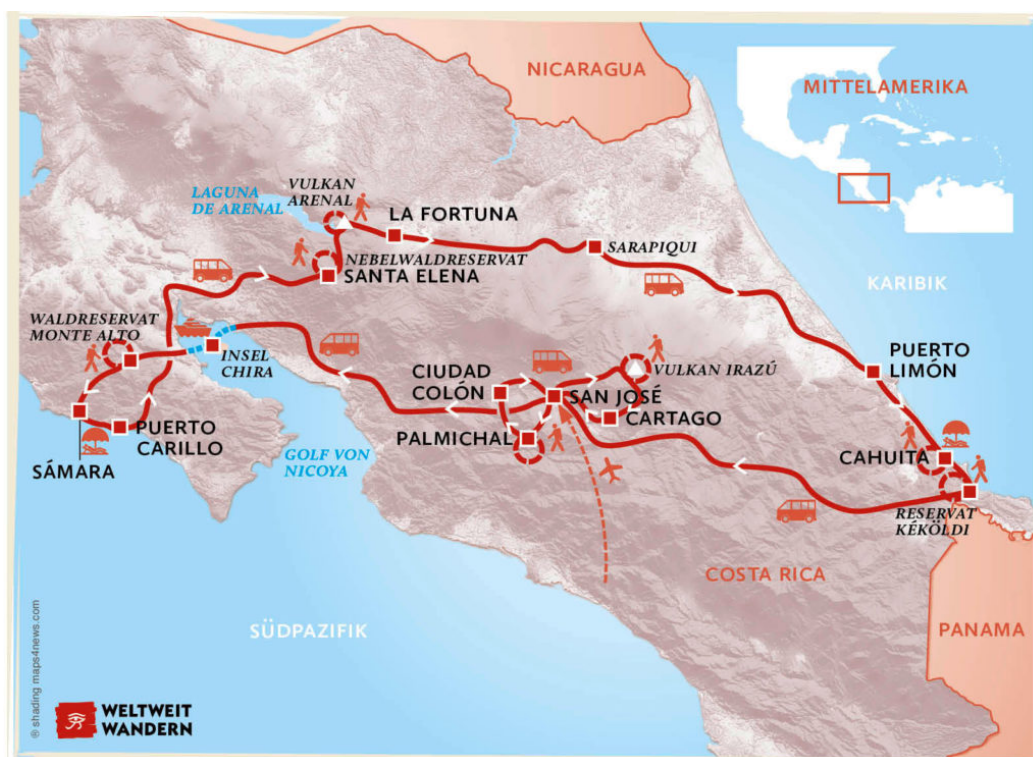 NICARAGUA
MITTELAMERIKA
LAGUNA
DE ARENAL
VULKAN
ARENAL
LA FORTUNA
NEBELWALDRESERVAT
SANTA ELENA
SARAPIQUI
KARIBIK
WALDRESERVAT
MONTE ALTO
INSEL
CHIRA
CIUDAD
COLÓN
SAN JOSÉ
VULKAN IRAZÚ
PUERTO
LIMÓN
CARTAGO
PALMICHAL
PUERTO
CARILLO
SÁMARA
GOLF VON
NICOYA
CAHUITA
RESERVAT
KÉKÖLDI
COSTA RICA
SÜDPAZIFIK
PANAMA
® shading maps4news.com
WELTWEIT
WANDERN